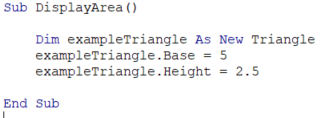 Sub DisplayArea()
Dim exampleTriangle As New Triangle
exampleTriangle.Base = 5
exampleTriangle.Height = 2.5
End Sub